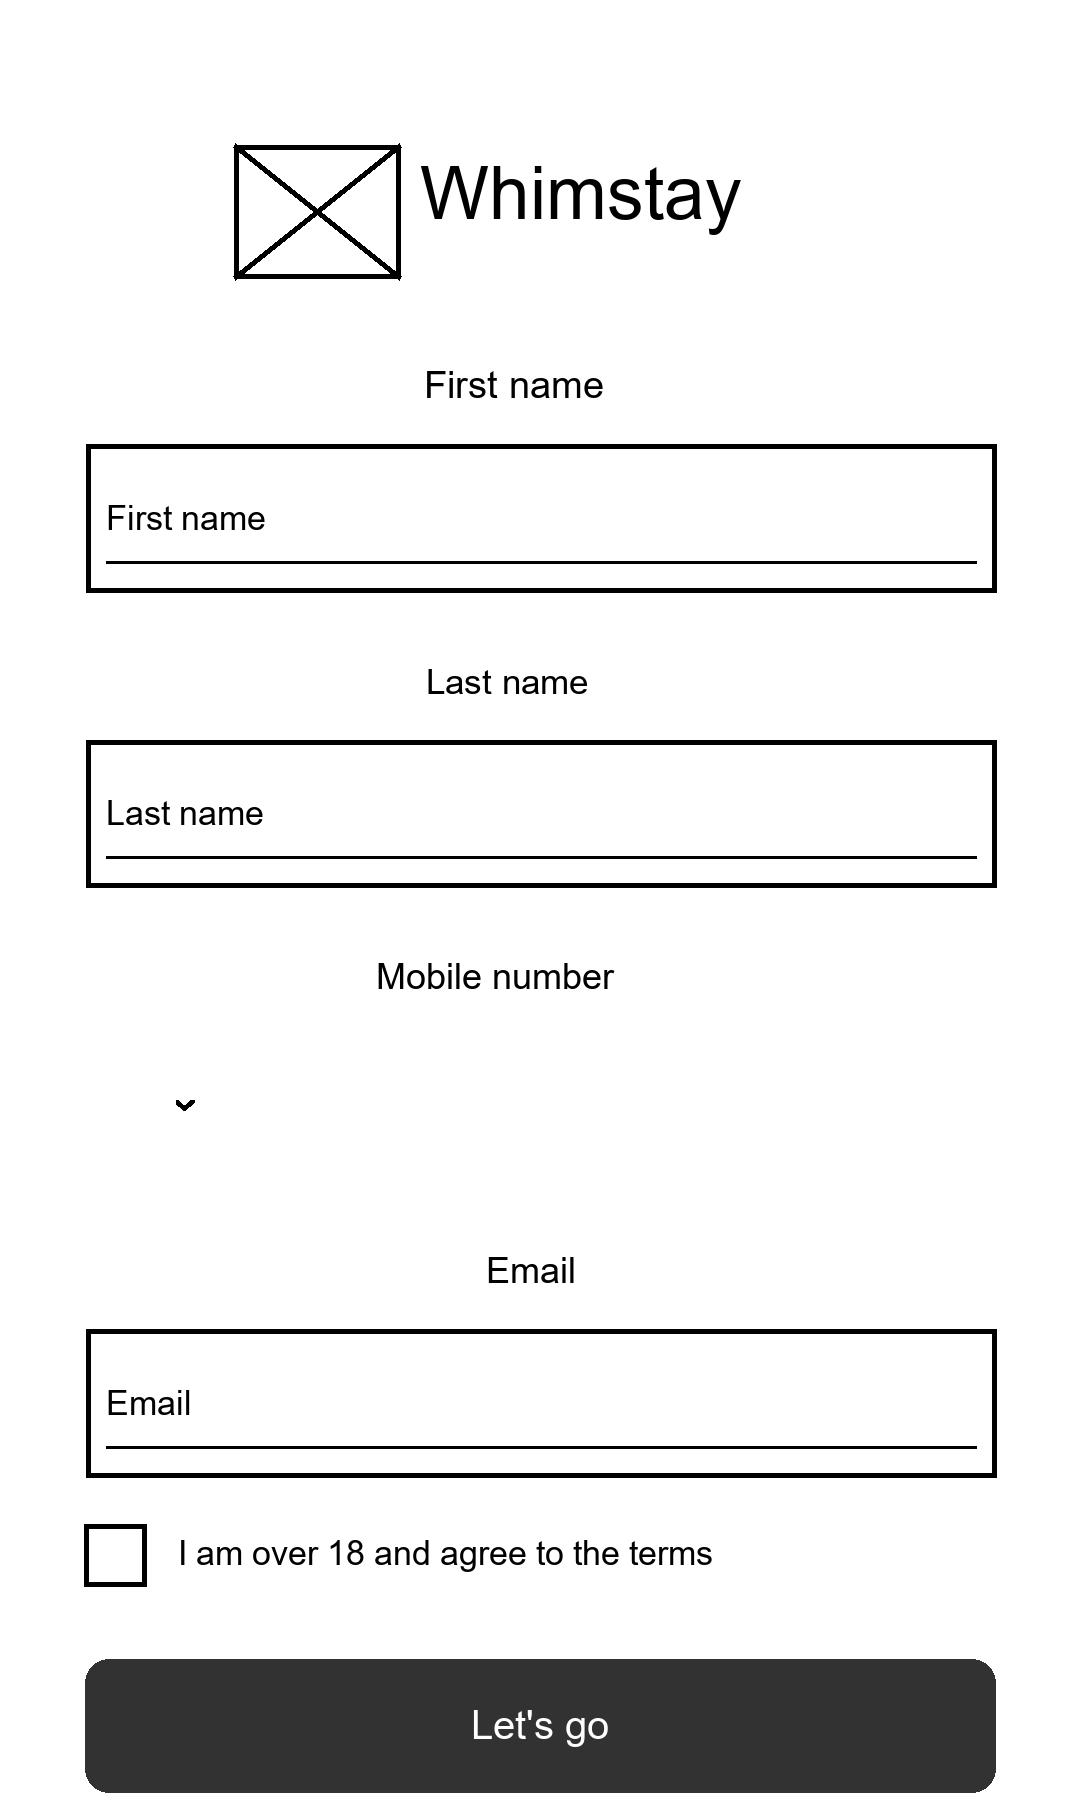 Whimstay
First name
First name
Last name
Last name
Mobile number
Email
Email
I am over 18 and agree to the terms
Let's go